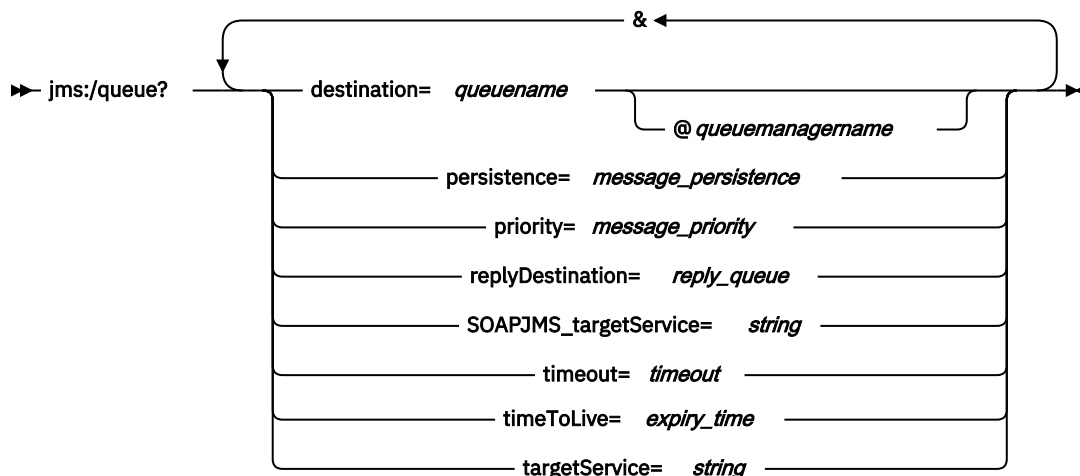 &
jms:/queue? destination= queuename
@ queuemanagername
persistence= message_persistence
priority= message_priority
replyDestination= reply_queue
SOAPJMS_targetService= string
timeout= timeout
timeToLive= expiry_time
targetService= string